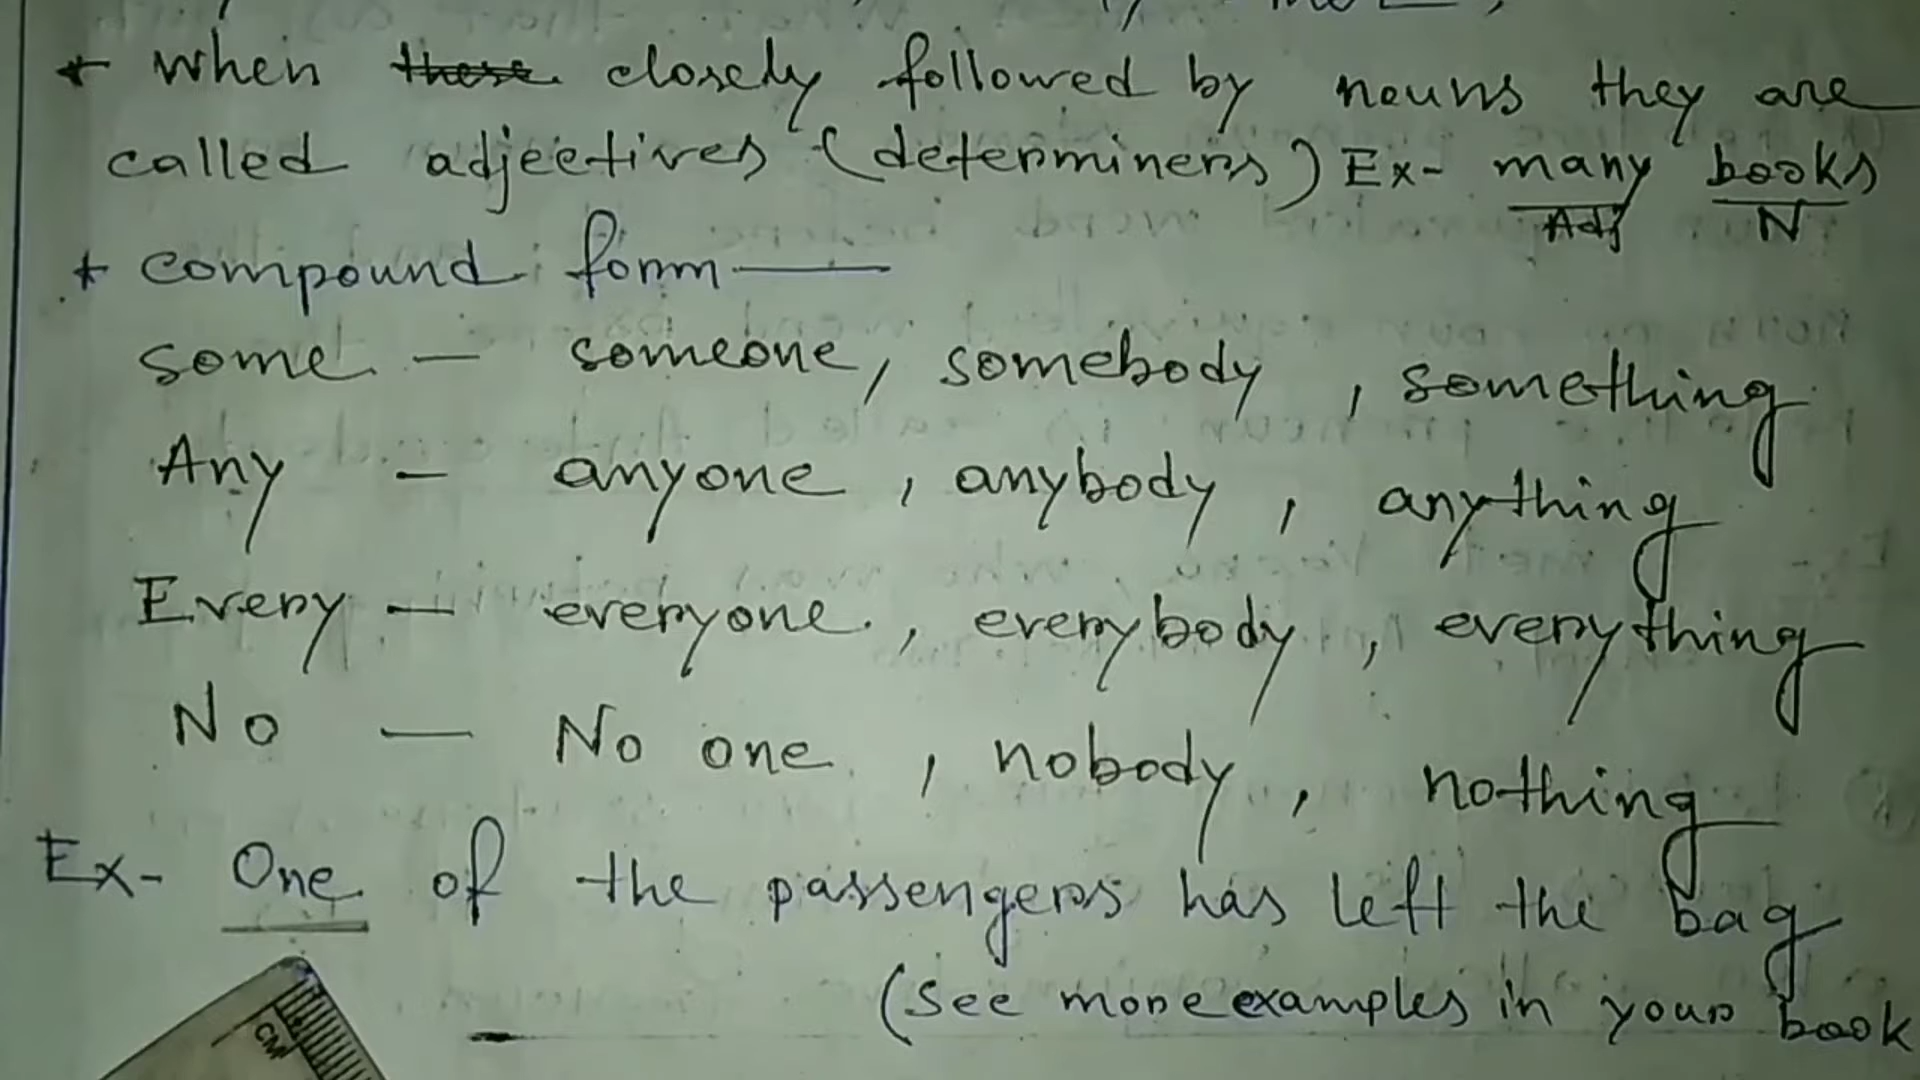 + when closely followed by nouns they are
called adjectives (determiners) Ex- many books
Adj N
+ compound form —
some — someone, somebody, something
Any — anyone, anybody, anything
Every — everyone, everybody, everything
No — No one, nobody, nothing
Ex- One of the passengers has left the bag
(See more examples in your book
CM